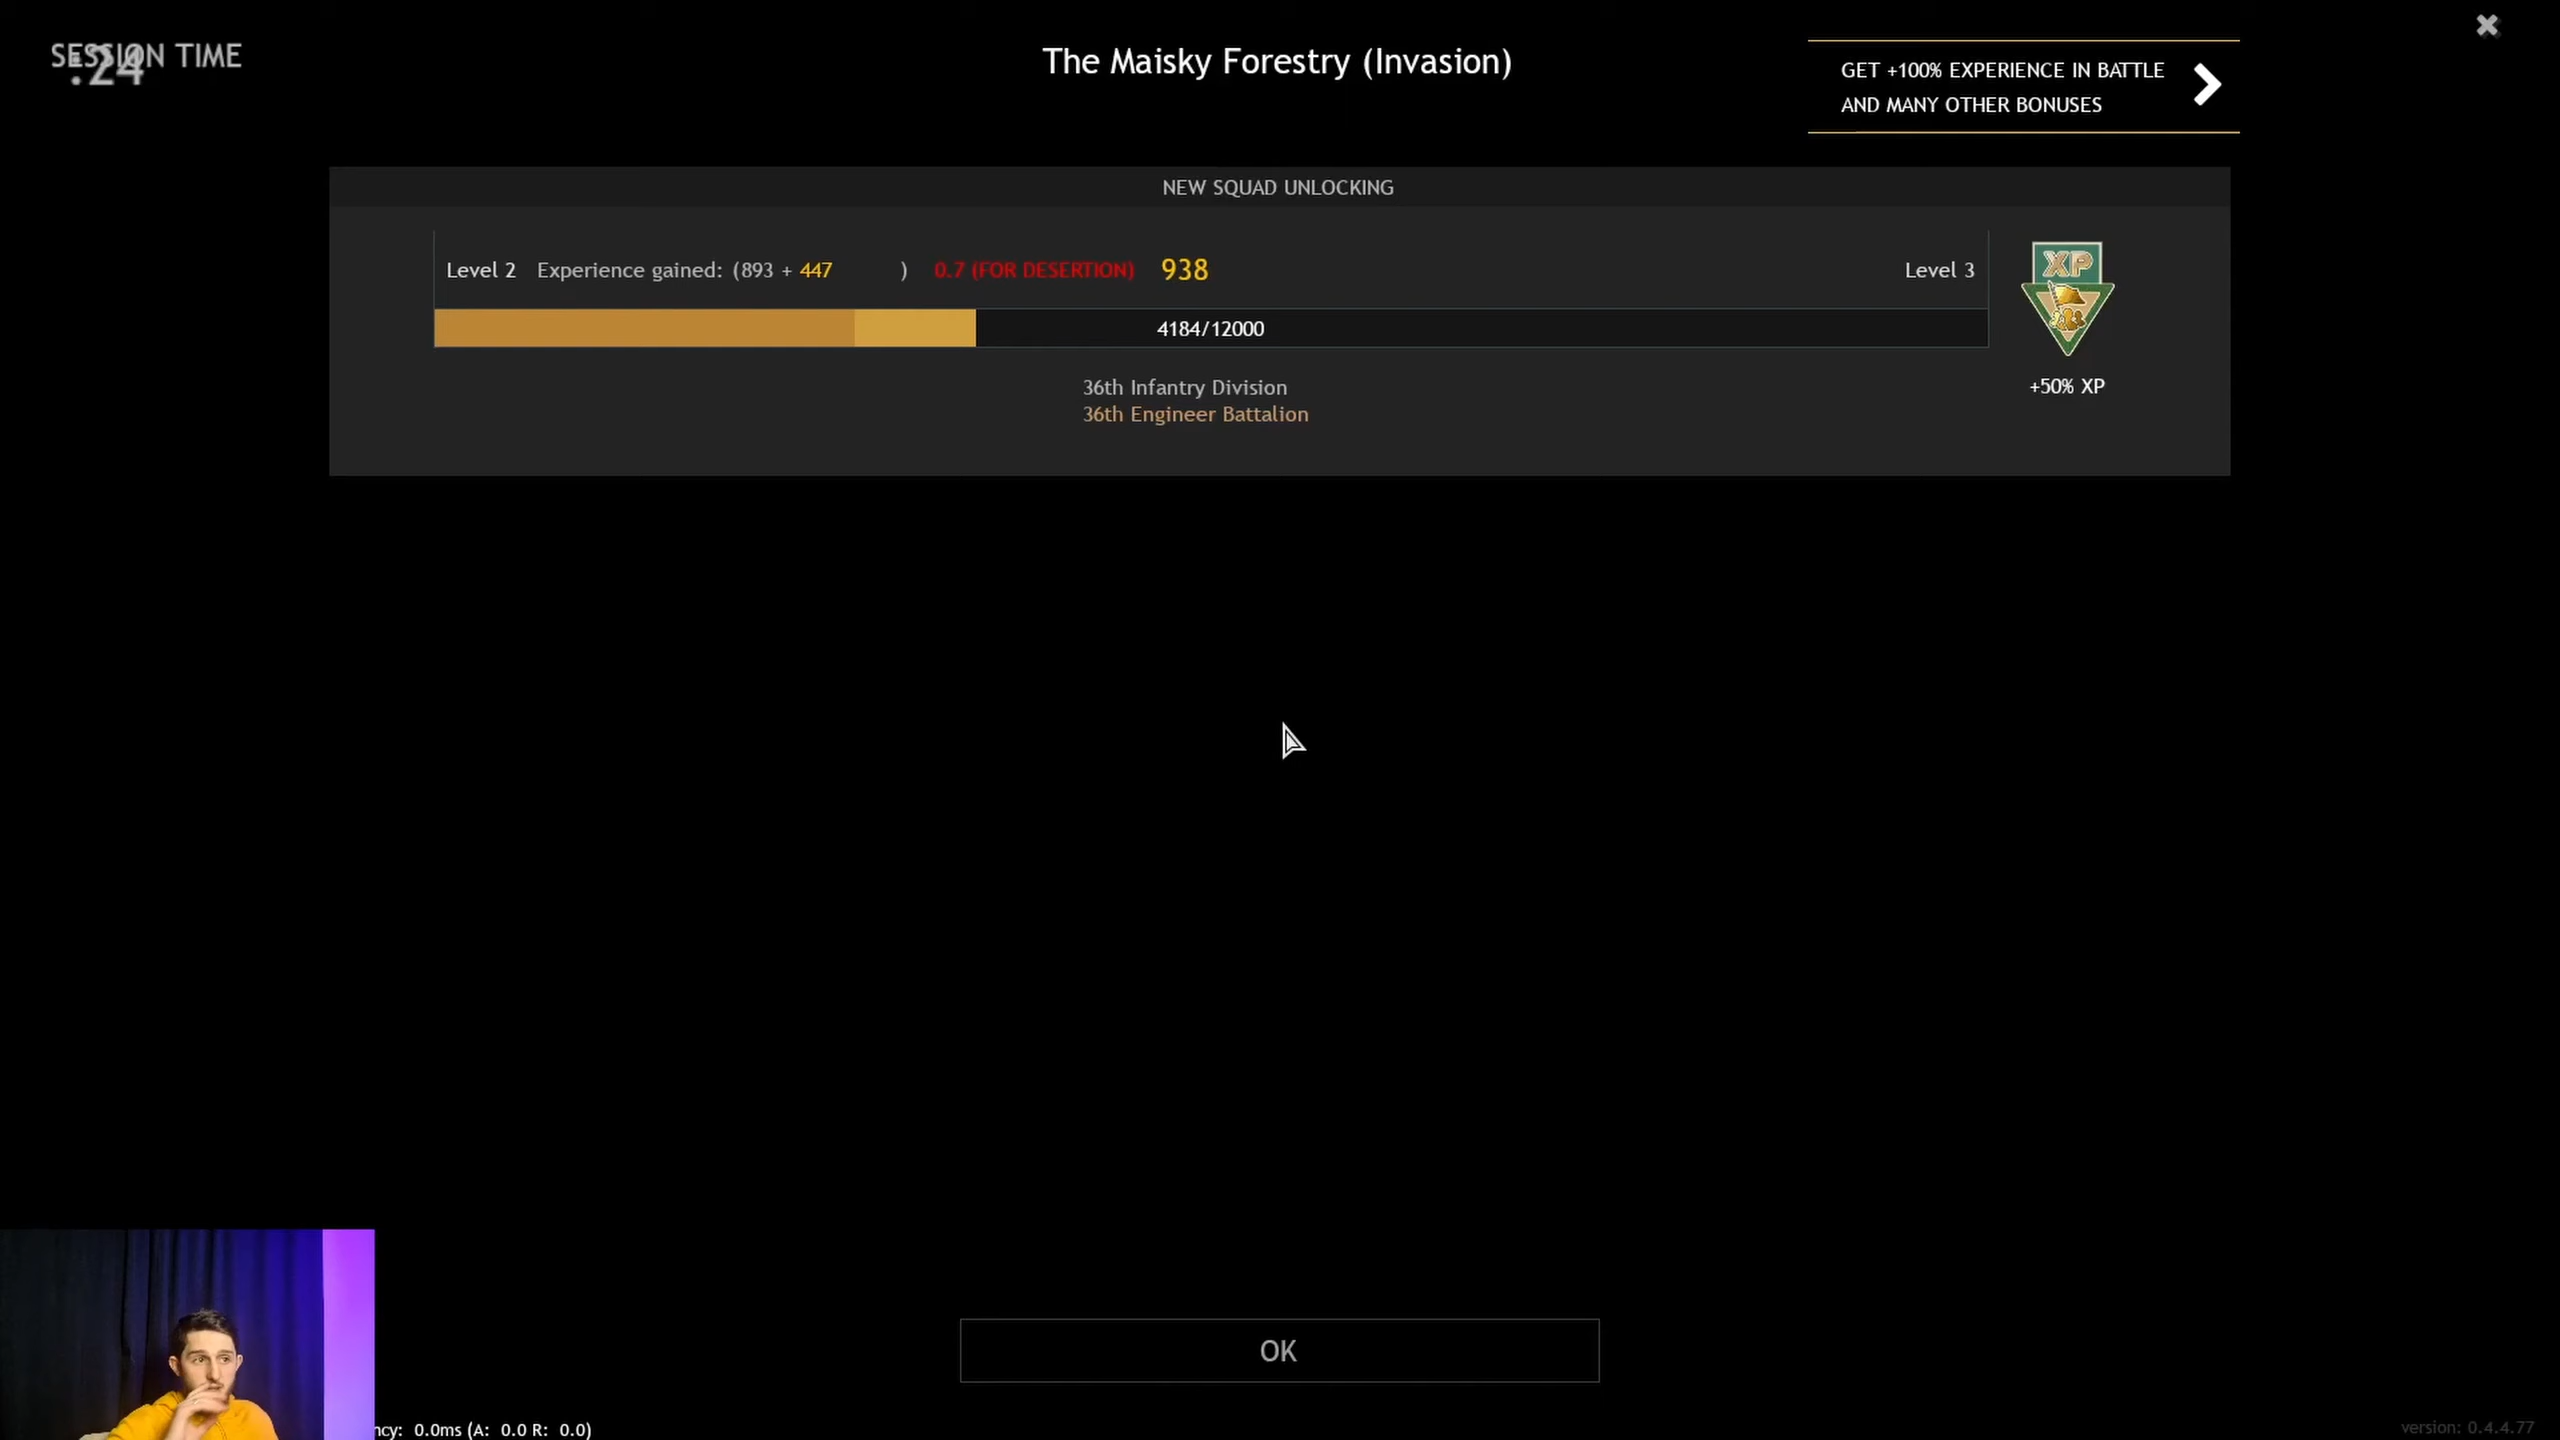 SESSION TIME
:24
The Maisky Forestry (Invasion)
GET +100% EXPERIENCE IN BATTLE
AND MANY OTHER BONUSES
NEW SQUAD UNLOCKING
Level 2 Experience gained: (893 + 447 ) 0.7 (FOR DESERTION) 938
Level 3
XP
4184/12000
+50% XP
36th Infantry Division
36th Engineer Battalion
OK
ncy: 0.0ms (A: 0.0 R: 0.0)
version: 0.4.4.77